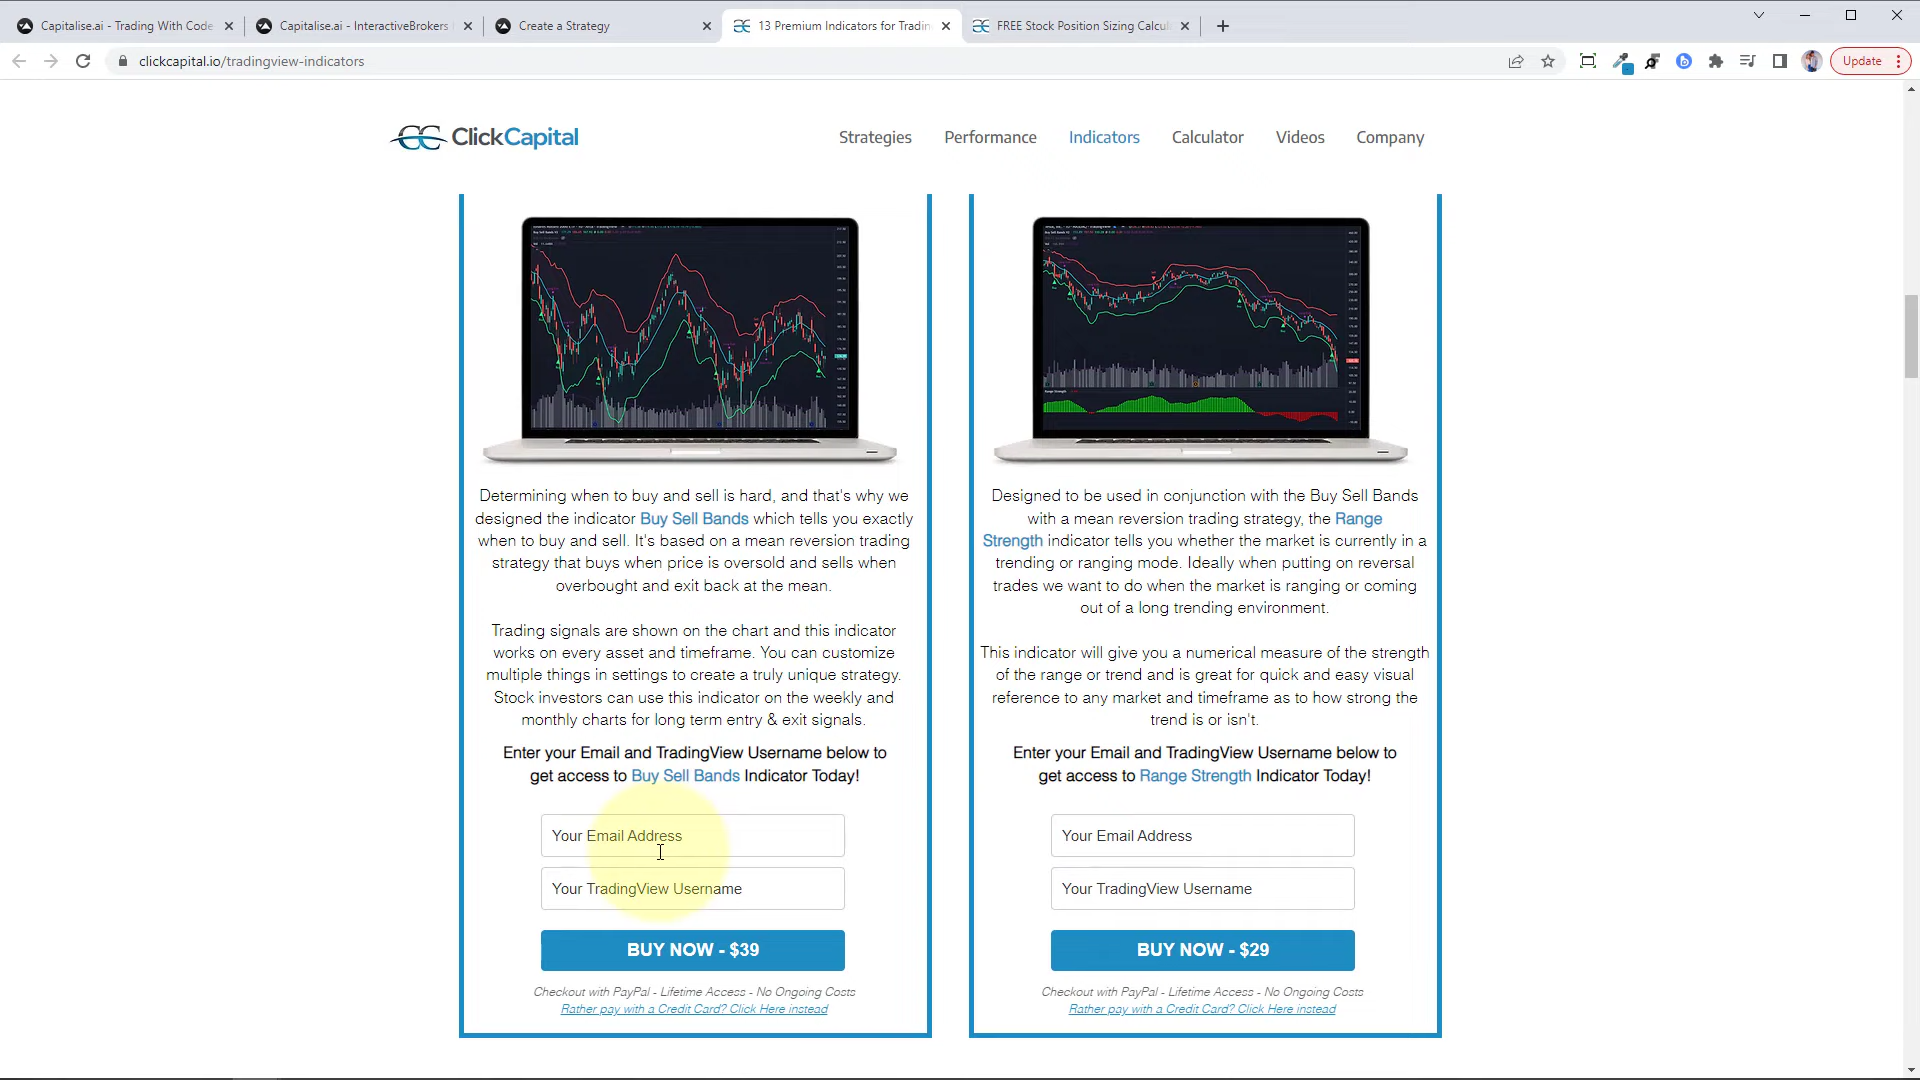 Capitalise.ai - Trading With Code
Capitalise.ai - InteractiveBrokers
Create a Strategy
13 Premium Indicators for Tradin
FREE Stock Position Sizing Calcu
clickcapital.io/tradingview-indicators
Update
ClickCapital
Strategies
Performance
Indicators
Calculator
Videos
Company
Determining when to buy and sell is hard, and that's why we
designed the indicator Buy Sell Bands which tells you exactly
when to buy and sell. It's based on a mean reversion trading
strategy that buys when price is oversold and sells when
overbought and exit back at the mean.
Trading signals are shown on the chart and this indicator
works on every asset and timeframe. You can customize
multiple things in settings to create a truly unique strategy.
Stock investors can use this indicator on the weekly and
monthly charts for long term entry & exit signals.
Enter your Email and TradingView Username below to
get access to Buy Sell Bands Indicator Today!
Your Email Address
Your TradingView Username
BUY NOW - $39
Checkout with PayPal - Lifetime Access - No Ongoing Costs
Rather pay with a Credit Card? Click Here instead
Designed to be used in conjunction with the Buy Sell Bands
with a mean reversion trading strategy, the Range
Strength indicator tells you whether the market is currently in a
trending or ranging mode. Ideally when putting on reversal
trades we want to do when the market is ranging or coming
out of a long trending environment.
This indicator will give you a numerical measure of the strength
of the range or trend and is great for quick and easy visual
reference to any market and timeframe as to how strong the
trend is or isn't.
Enter your Email and TradingView Username below to
get access to Range Strength Indicator Today!
Your Email Address
Your TradingView Username
BUY NOW - $29
Checkout with PayPal - Lifetime Access - No Ongoing Costs
Rather pay with a Credit Card? Click Here instead